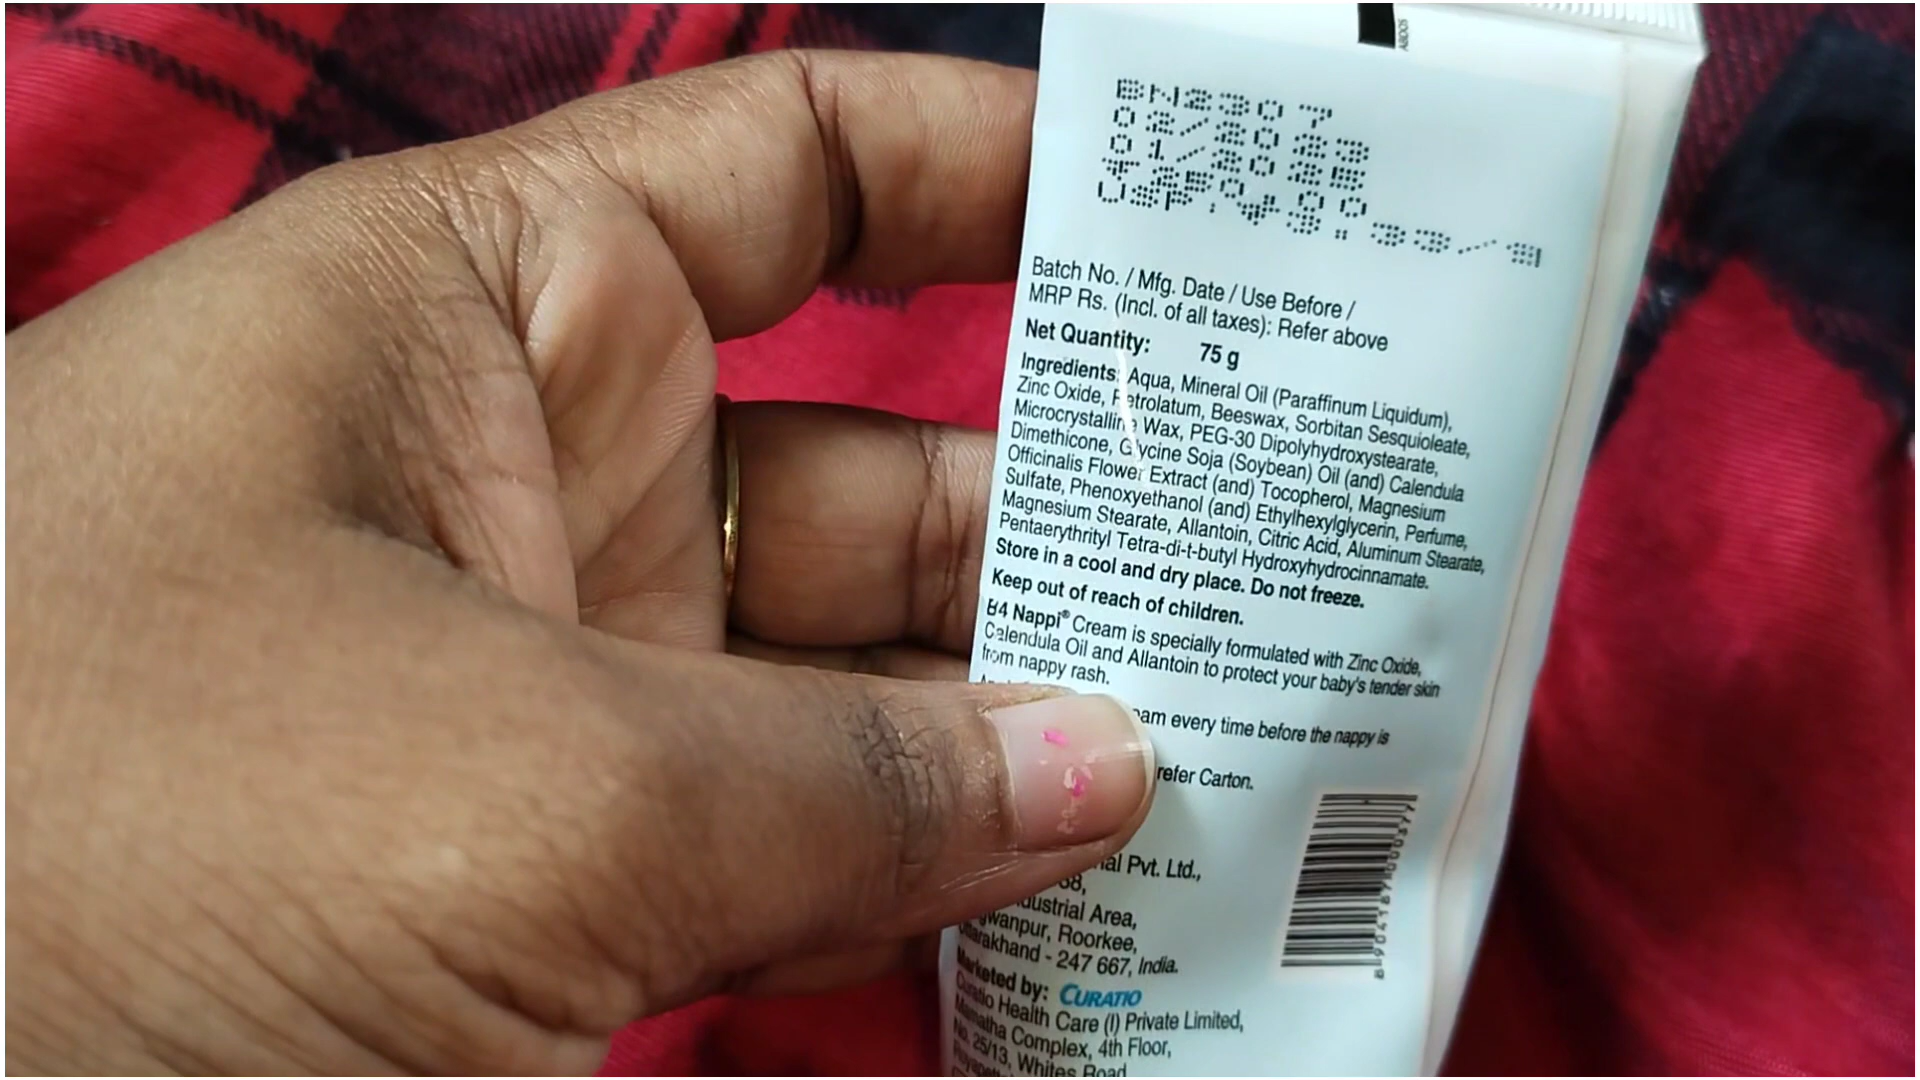 A8005
BN2307
02/2023
01/2025
₹250.00
USP:₹3.33/g
Batch No. / Mfg. Date / Use Before /
MRP Rs. (Incl. of all taxes): Refer above
Net Quantity: 75 g
Ingredients: Aqua, Mineral Oil (Paraffinum Liquidum),
Zinc Oxide, Petrolatum, Beeswax, Sorbitan Sesquioleate,
Microcrystalline Wax, PEG-30 Dipolyhydroxystearate,
Dimethicone, Glycine Soja (Soybean) Oil (and) Calendula
Officinalis Flower Extract (and) Tocopherol, Magnesium
Sulfate, Phenoxyethanol (and) Ethylhexylglycerin, Perfume,
Magnesium Stearate, Allantoin, Citric Acid, Aluminum Stearate,
Pentaerythrityl Tetra-di-t-butyl Hydroxyhydrocinnamate.
Store in a cool and dry place. Do not freeze.
Keep out of reach of children.
B4 Nappi® Cream is specially formulated with Zinc Oxide,
Calendula Oil and Allantoin to protect your baby's tender skin
from nappy rash.
every time before the nappy is
refer Carton.
Pvt. Ltd.,
Industrial Area,
Roorkee,
Uttarakhand - 247 667, India.
Marketed by: CURATIO
Curatio Health Care (I) Private Limited,
Mamatha Complex, 4th Floor,
No. 25/13, Whites Road